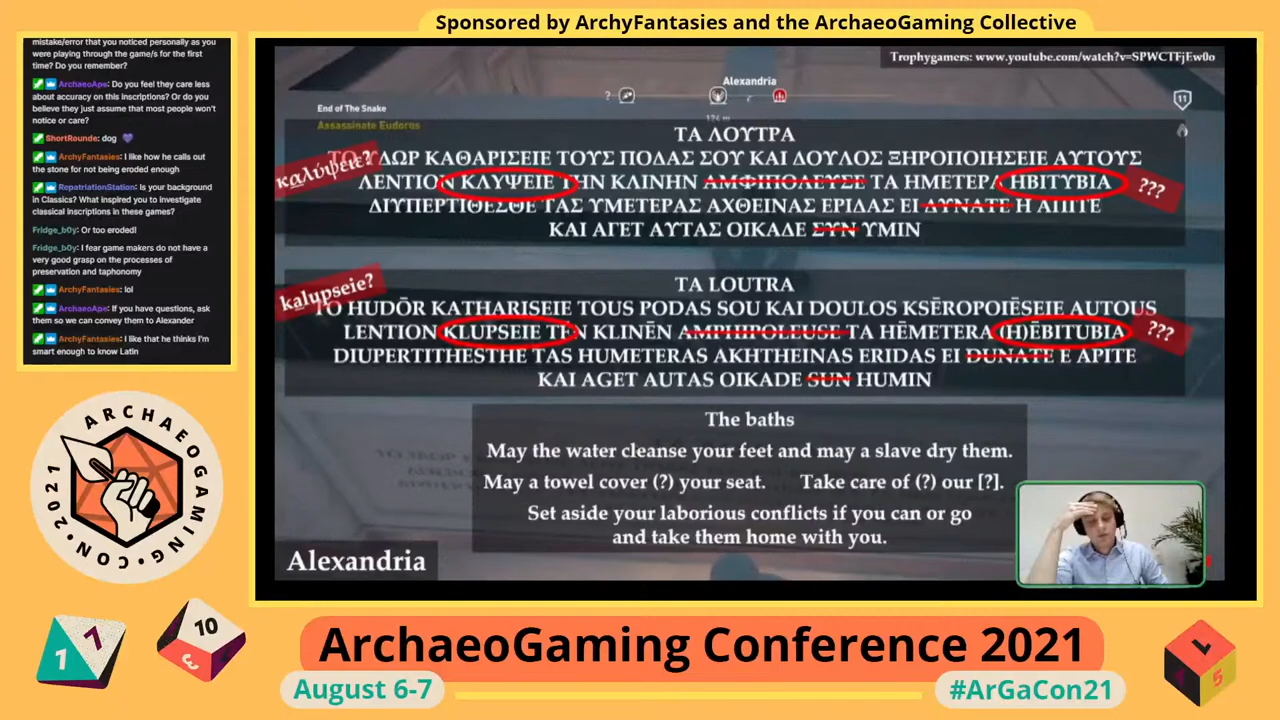 Sponsored by ArchyFantasies and the ArchaeoGaming Collective
mistake/error that you noticed personally as you
were playing through the game/s for the first
time? Do you remember?
ArchaeoApe: Do you feel they care less
about accuracy on this inscriptions? Or do you
believe they just assume that most people won't
notice or care?
ShortRounde: dog
ArchyFantasies: I like how he calls out
the stone for not being eroded enough
RepatriationStation: Is your background
in Classics? What inspired you to investigate
classical inscriptions in these games?
Fridge_b0y: Or too eroded!
Fridge_b0y: I fear game makers do not have a
very good grasp on the processes of
preservation and taphonomy
ArchyFantasies: lol
ArchaeoApe: If you have questions, ask
them so we can convey them to Alexander
ArchyFantasies: I like that he thinks I'm
smart enough to know Latin
Trophygamers: www.youtube.com/watch?v=SPWCTFjEw0o
Alexandria
?
11
End of The Snake
Assassinate Eudoros
ΤΑ ΛΟΥΤΡΑ
ΤΟ ΥΔΩΡ ΚΑΘΑΡΙΣΕΙΕ ΤΟΥΣ ΠΟΔΑΣ ΣΟΥ ΚΑΙ ΔΟΥΛΟΣ ΞΗΡΟΠΟΙΗΣΕΙΕ ΑΥΤΟΥΣ
καλύψειε?
ΛΕΝΤΙΟΝ ΚΛΥΨΕΙΕ ΤΗΝ ΚΛΙΝΗΝ ΑΜΦΙΠΟΛΕΥΣΕ ΤΑ ΗΜΕΤΕΡΑ ΗΒΙΤΥΒΙΑ
???
ΔΙΥΠΕΡΤΙΘΕΣΘΕ ΤΑΣ ΥΜΕΤΕΡΑΣ ΑΧΘΕΙΝΑΣ ΕΡΙΔΑΣ ΕΙ ΔΥΝΑΤΕ Η ΑΠΙΤΕ
ΚΑΙ ΑΓΕΤ ΑΥΤΑΣ ΟΙΚΑΔΕ ΣΥΝ ΥΜΙΝ
TA LOUTRA
kalupseie?
TO HUDŌR KATHARISEIE TOUS PODAS SOU KAI DOULOS KSĒROPOIĒSEIE AUTOUS
LENTION KLUPSEIE TĒN KLINĒN AMPHIPOLEUSE TA HĒMETERA (H)ĒBITUBIA
???
DIUPERTITHESTHE TAS HUMETERAS AKHTHEINAS ERIDAS EI DUNATE E APITE
KAI AGET AUTAS OIKADE SUN HUMIN
The baths
May the water cleanse your feet and may a slave dry them.
May a towel cover (?) your seat. Take care of (?) our [?].
Set aside your laborious conflicts if you can or go
and take them home with you.
Alexandria
ARCHAEOGAMING CON • 2021 •
1
7
10
ArchaeoGaming Conference 2021
August 6-7
#ArGaCon21